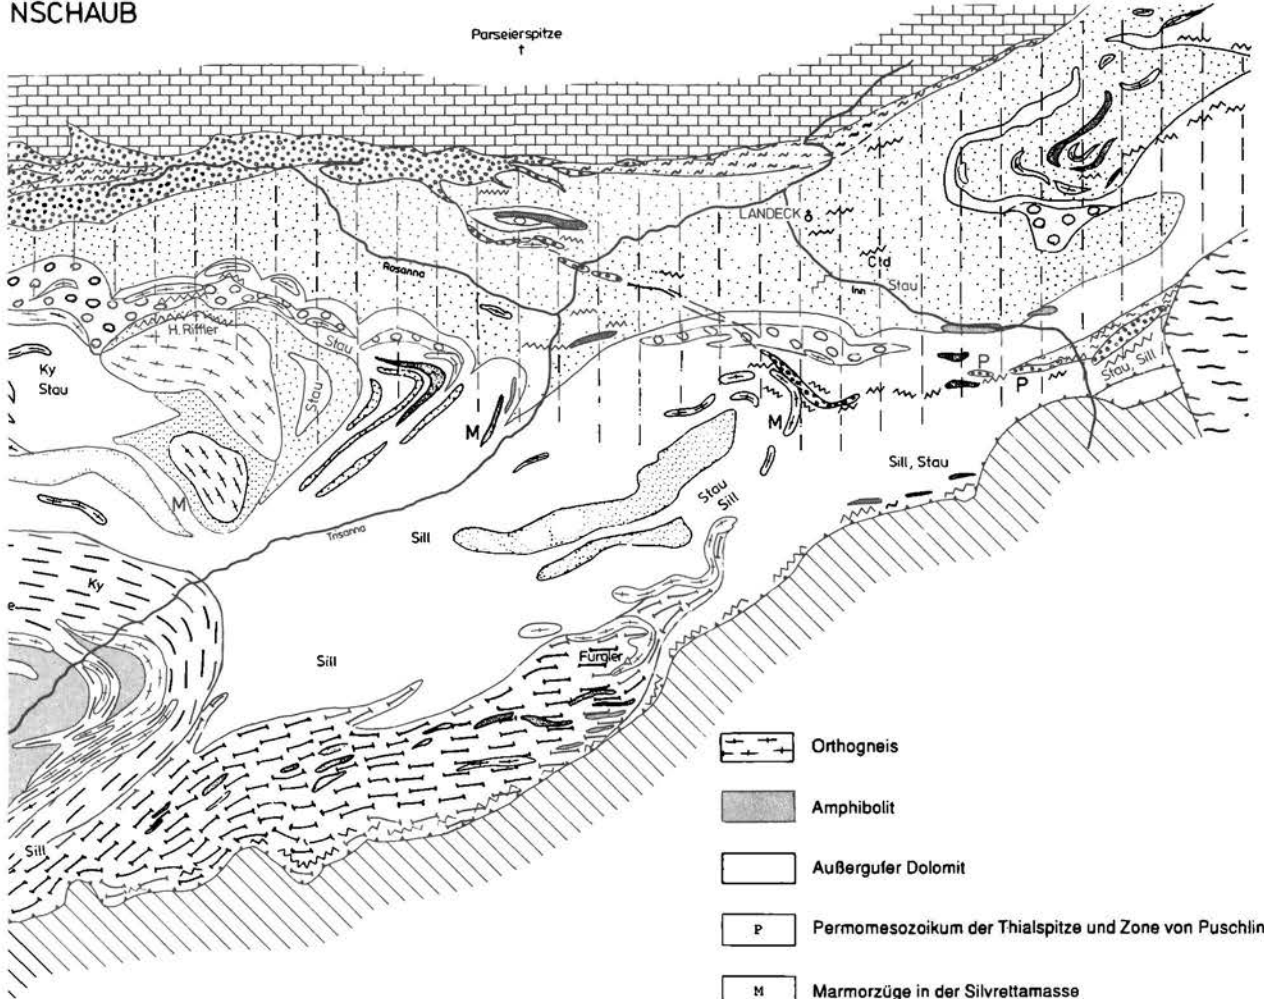 NSCHAUB
Parseierspitze
LANDECK
Rosanna
Ctd
Inn
Stau
H. Riffler
Stau
Ky
Stau
Stau
P
P
Stau, Sill
M
M
Sill, Stau
M
Stau
Sill
Trisanna
Sill
Ky
e
Sill
Furgler
Sill
Orthogneis
Amphibolit
Außergufer Dolomit
P
Permomesozoikum der Thialspitze und Zone von Puschlin
M
Marmorzüge in der Silvrettamasse